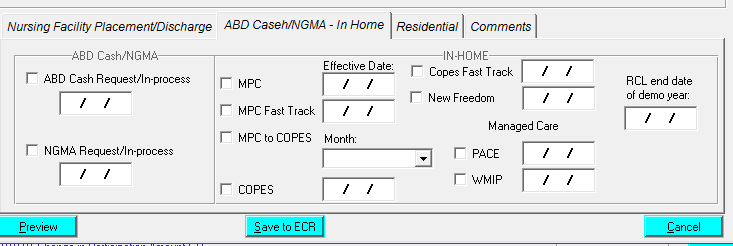 Nursing Facility Placement/Discharge
ABD Caseh/NGMA - In Home
Residential
Comments
ABD Cash/NGMA
ABD Cash Request/In-process
/ /
NGMA Request/In-process
/ /
IN-HOME
Effective Date:
MPC
/ /
MPC Fast Track
/ /
MPC to COPES
Month:
COPES
/ /
Copes Fast Track
/ /
New Freedom
/ /
Managed Care
PACE
/ /
WMIP
/ /
RCL end date
of demo year:
/ /
Preview
Save to ECR
Cancel